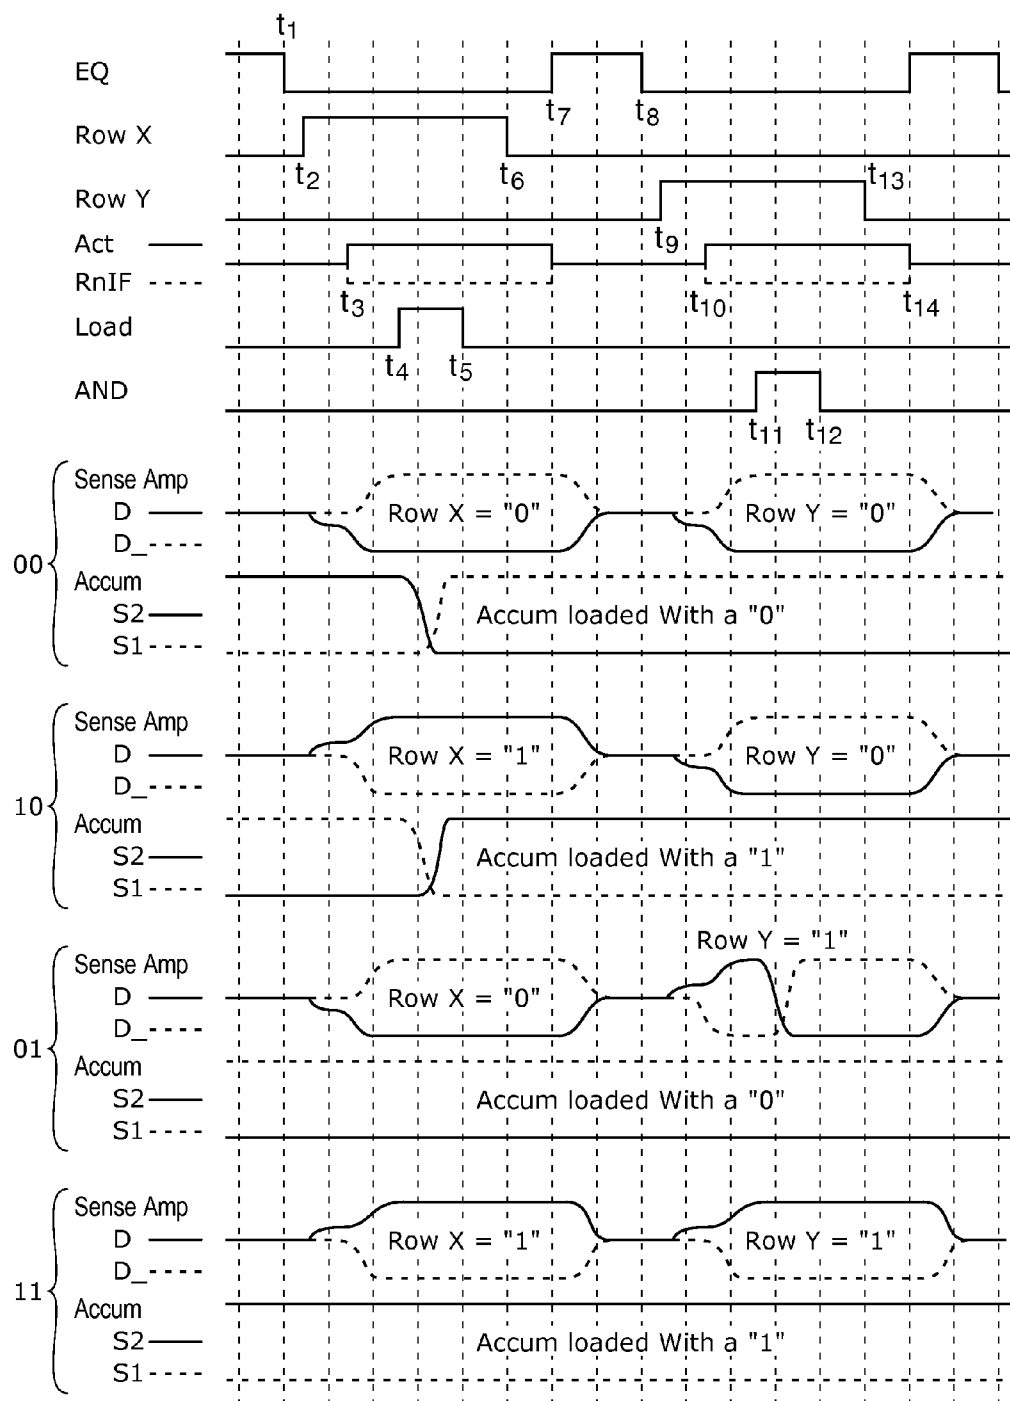 t1
EQ
t7
t8
Row X
t2
t6
t13
Row Y
t9
Act
RnIF
t3
t10
t14
Load
t4
t5
AND
t11
t12
00
Sense Amp
D
D_
Row X = "0"
Row Y = "0"
Accum
S2
S1
Accum loaded With a "0"
10
Sense Amp
D
D_
Row X = "1"
Row Y = "0"
Accum
S2
S1
Accum loaded With a "1"
01
Row Y = "1"
Sense Amp
D
D_
Row X = "0"
Accum
S2
S1
Accum loaded With a "0"
11
Sense Amp
D
D_
Row X = "1"
Row Y = "1"
Accum
S2
S1
Accum loaded With a "1"